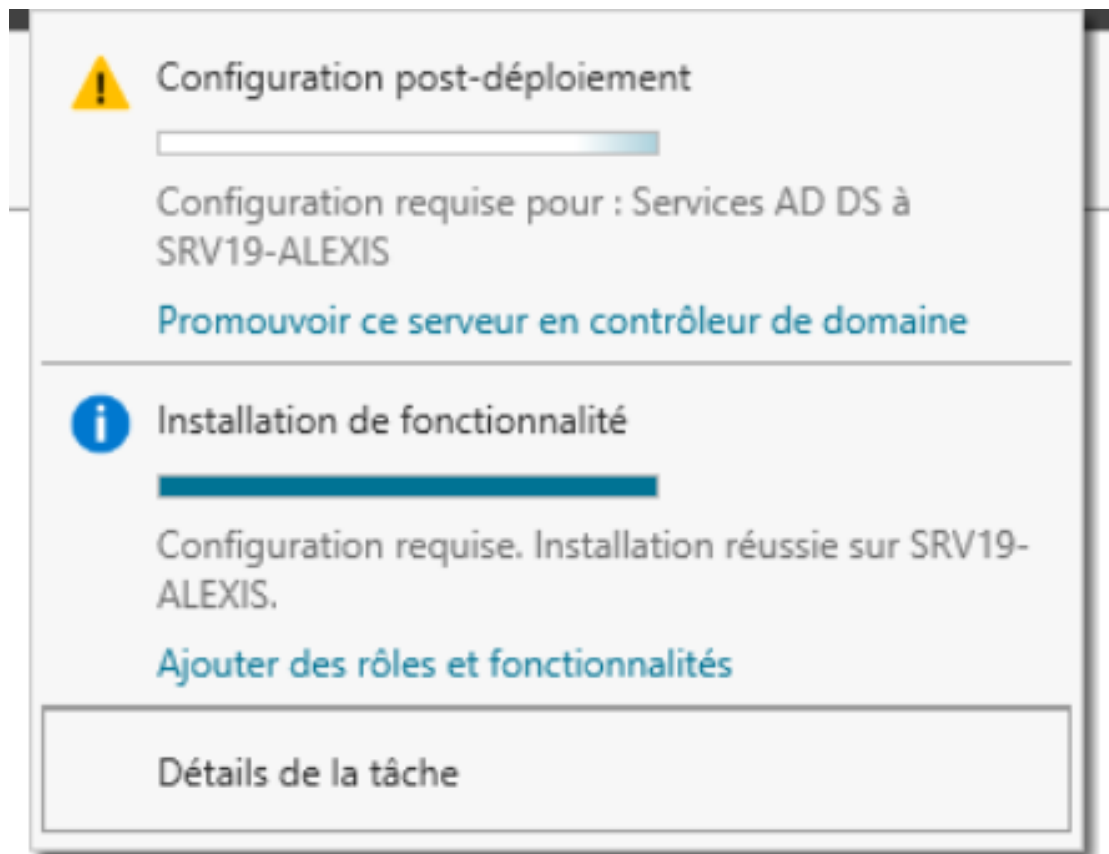 Configuration post-déploiement
Configuration requise pour : Services AD DS à
SRV19-ALEXIS
Promouvoir ce serveur en contrôleur de domaine
Installation de fonctionnalité
Configuration requise. Installation réussie sur SRV19-
ALEXIS.
Ajouter des rôles et fonctionnalités
Détails de la tâche